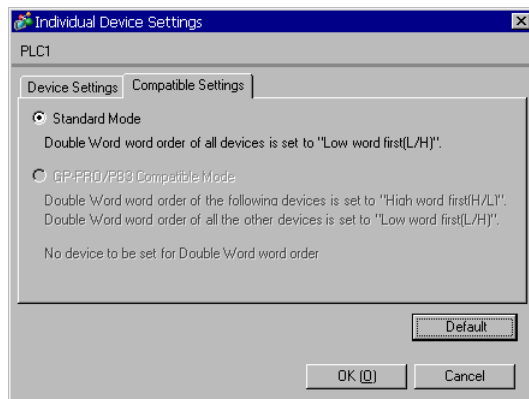 Individual Device Settings
PLC1
Device Settings
Compatible Settings
Standard Mode
Double Word word order of all devices is set to "Low word first(L/H)".
GP-PRO/PB3 Compatible Mode
Double Word word order of the following devices is set to "High word first(H/L)".
Double Word word order of all the other devices is set to "Low word first(L/H)".
No device to be set for Double Word word order
Default
OK (O)
Cancel